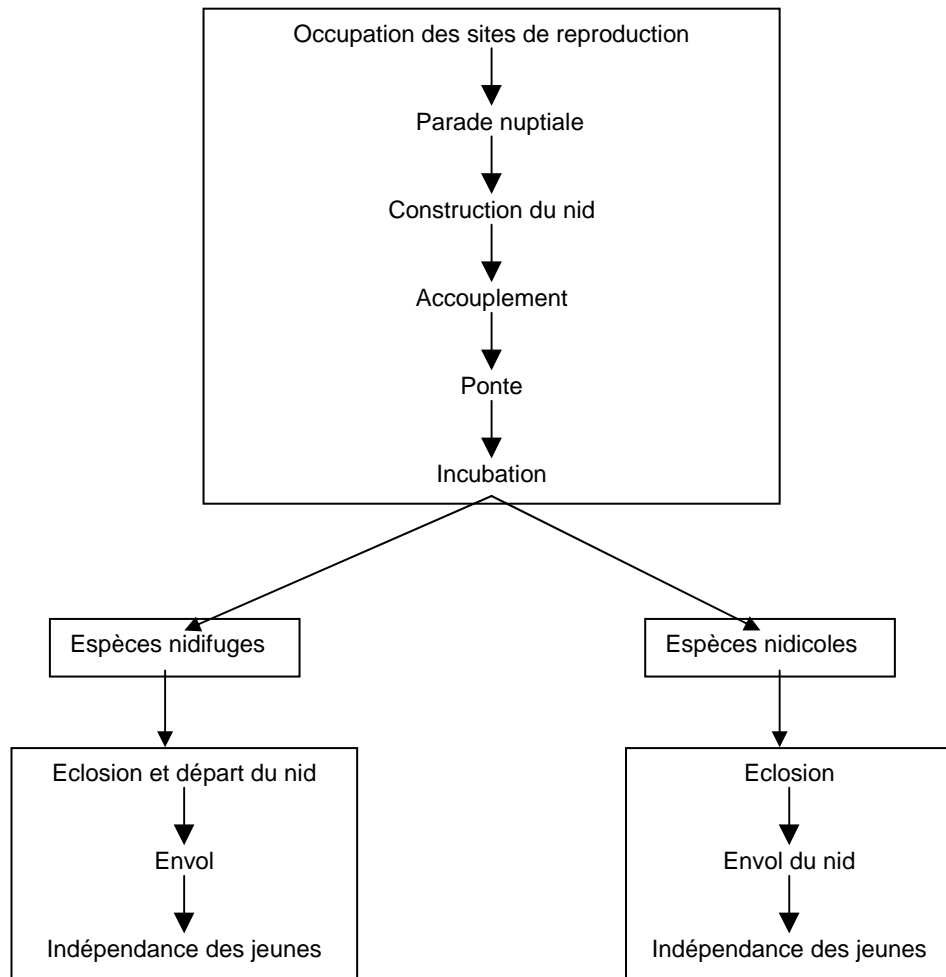 Occupation des sites de reproduction
Parade nuptiale
Construction du nid
Accouplement
Ponte
Incubation
Espèces nidifuges
Espèces nidicoles
Eclosion et départ du nid
Envol
Indépendance des jeunes
Eclosion
Envol du nid
Indépendance des jeunes